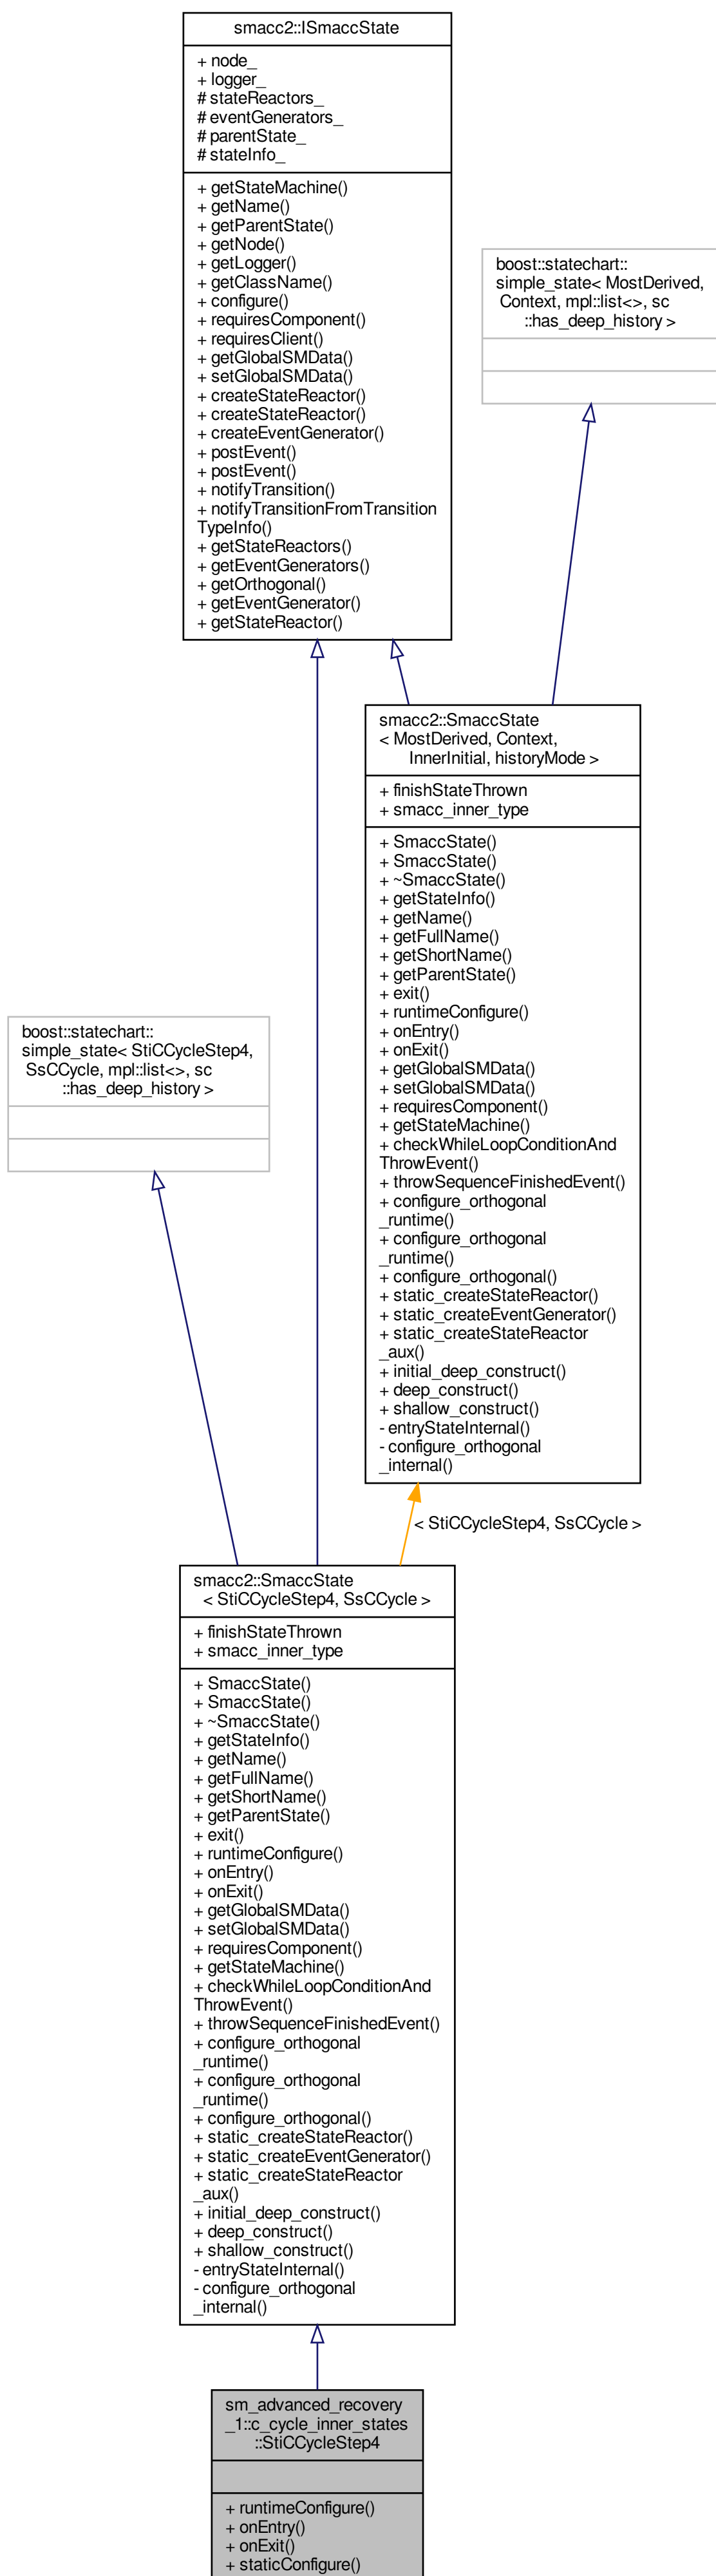 smacc2::ISmaccState
+ node_
+ logger_
# stateReactors_
# eventGenerators_
# parentState_
# stateInfo_
+ getStateMachine()
+ getName()
+ getParentState()
+ getNode()
+ getLogger()
+ getClassName()
+ configure()
+ requiresComponent()
+ requiresClient()
+ getGlobalSMData()
+ setGlobalSMData()
+ createStateReactor()
+ createStateReactor()
+ createEventGenerator()
+ postEvent()
+ postEvent()
+ notifyTransition()
+ notifyTransitionFromTransition
TypeInfo()
+ getStateReactors()
+ getEventGenerators()
+ getOrthogonal()
+ getEventGenerator()
+ getStateReactor()
boost::statechart::
simple_state< MostDerived,
Context, mpl::list<>, sc
::has_deep_history >
smacc2::SmaccState
< MostDerived, Context,
InnerInitial, historyMode >
+ finishStateThrown
+ smacc_inner_type
+ SmaccState()
+ SmaccState()
+ ~SmaccState()
+ getStateInfo()
+ getName()
+ getFullName()
+ getShortName()
+ getParentState()
+ exit()
+ runtimeConfigure()
+ onEntry()
+ onExit()
+ getGlobalSMData()
+ setGlobalSMData()
+ requiresComponent()
+ getStateMachine()
+ checkWhileLoopConditionAnd
ThrowEvent()
+ throwSequenceFinishedEvent()
+ configure_orthogonal
_runtime()
+ configure_orthogonal
_runtime()
+ configure_orthogonal()
+ static_createStateReactor()
+ static_createEventGenerator()
+ static_createStateReactor
_aux()
+ initial_deep_construct()
+ deep_construct()
+ shallow_construct()
- entryStateInternal()
- configure_orthogonal
_internal()
boost::statechart::
simple_state< StiCCycleStep4,
SsCCycle, mpl::list<>, sc
::has_deep_history >
< StiCCycleStep4, SsCCycle >
smacc2::SmaccState
< StiCCycleStep4, SsCCycle >
+ finishStateThrown
+ smacc_inner_type
+ SmaccState()
+ SmaccState()
+ ~SmaccState()
+ getStateInfo()
+ getName()
+ getFullName()
+ getShortName()
+ getParentState()
+ exit()
+ runtimeConfigure()
+ onEntry()
+ onExit()
+ getGlobalSMData()
+ setGlobalSMData()
+ requiresComponent()
+ getStateMachine()
+ checkWhileLoopConditionAnd
ThrowEvent()
+ throwSequenceFinishedEvent()
+ configure_orthogonal
_runtime()
+ configure_orthogonal
_runtime()
+ configure_orthogonal()
+ static_createStateReactor()
+ static_createEventGenerator()
+ static_createStateReactor
_aux()
+ initial_deep_construct()
+ deep_construct()
+ shallow_construct()
- entryStateInternal()
- configure_orthogonal
_internal()
sm_advanced_recovery
_1::c_cycle_inner_states
::StiCCycleStep4
+ runtimeConfigure()
+ onEntry()
+ onExit()
+ staticConfigure()